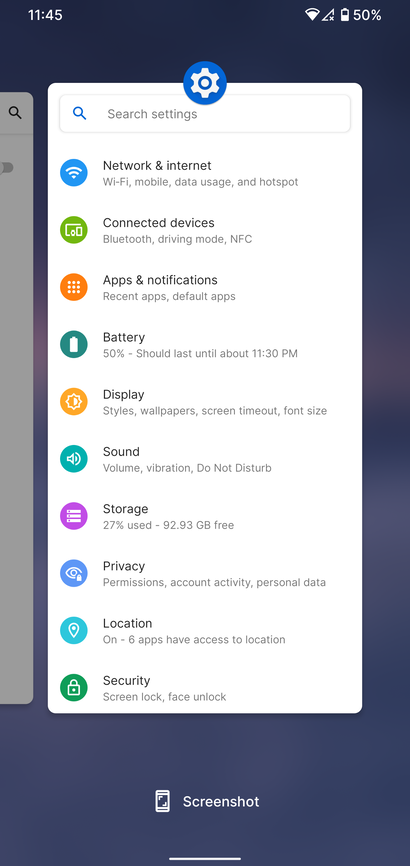 11:45
50%
Search settings
Network & internet
Wi-Fi, mobile, data usage, and hotspot
Connected devices
Bluetooth, driving mode, NFC
Apps & notifications
Recent apps, default apps
Battery
50% - Should last until about 11:30 PM
Display
Styles, wallpapers, screen timeout, font size
Sound
Volume, vibration, Do Not Disturb
Storage
27% used - 92.93 GB free
Privacy
Permissions, account activity, personal data
Location
On - 6 apps have access to location
Security
Screen lock, face unlock
Screenshot